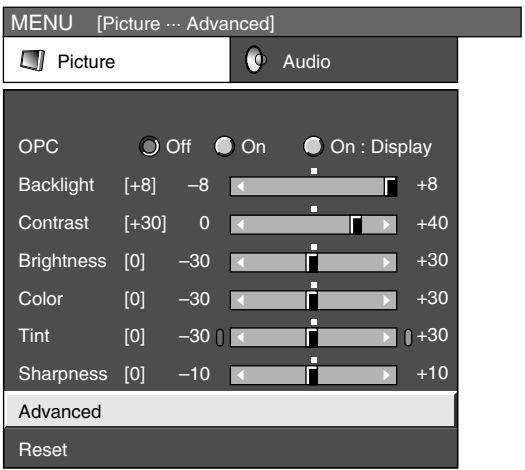 MENU [Picture ··· Advanced]
Picture Audio
OPC Off On On : Display
Backlight [+8] –8 +8
Contrast [+30] 0 +40
Brightness [0] –30 +30
Color [0] –30 +30
Tint [0] –30 +30
Sharpness [0] –10 +10
Advanced
Reset